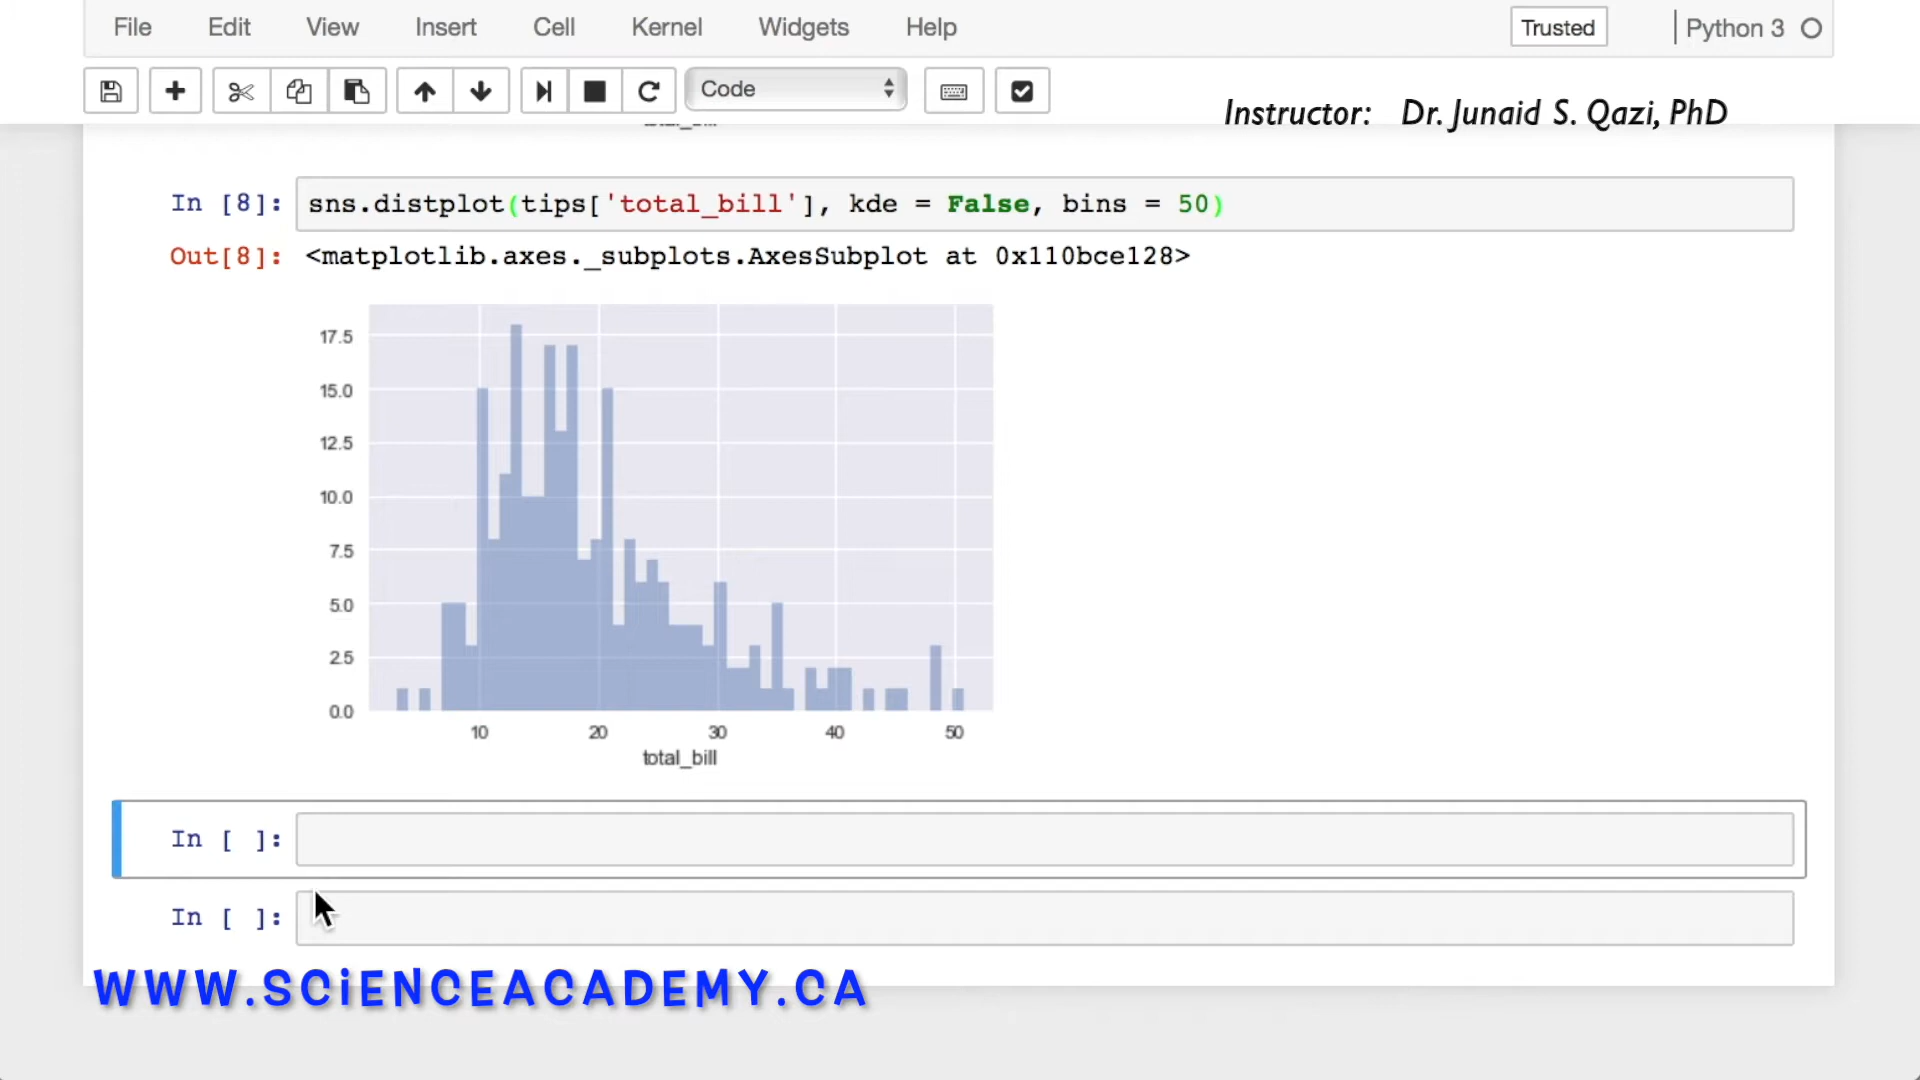 File Edit View Insert Cell Kernel Widgets Help Trusted Python 3
Code
Instructor: Dr. Junaid S. Qazi, PhD
In [8]: sns.distplot(tips['total_bill'], kde = False, bins = 50)
Out[8]: <matplotlib.axes._subplots.AxesSubplot at 0x110bce128>
17.5
15.0
12.5
10.0
7.5
5.0
2.5
0.0
10 20 30 40 50
total_bill
In [ ]:
In [ ]:
WWW.SCiENCEACADEMY.CA